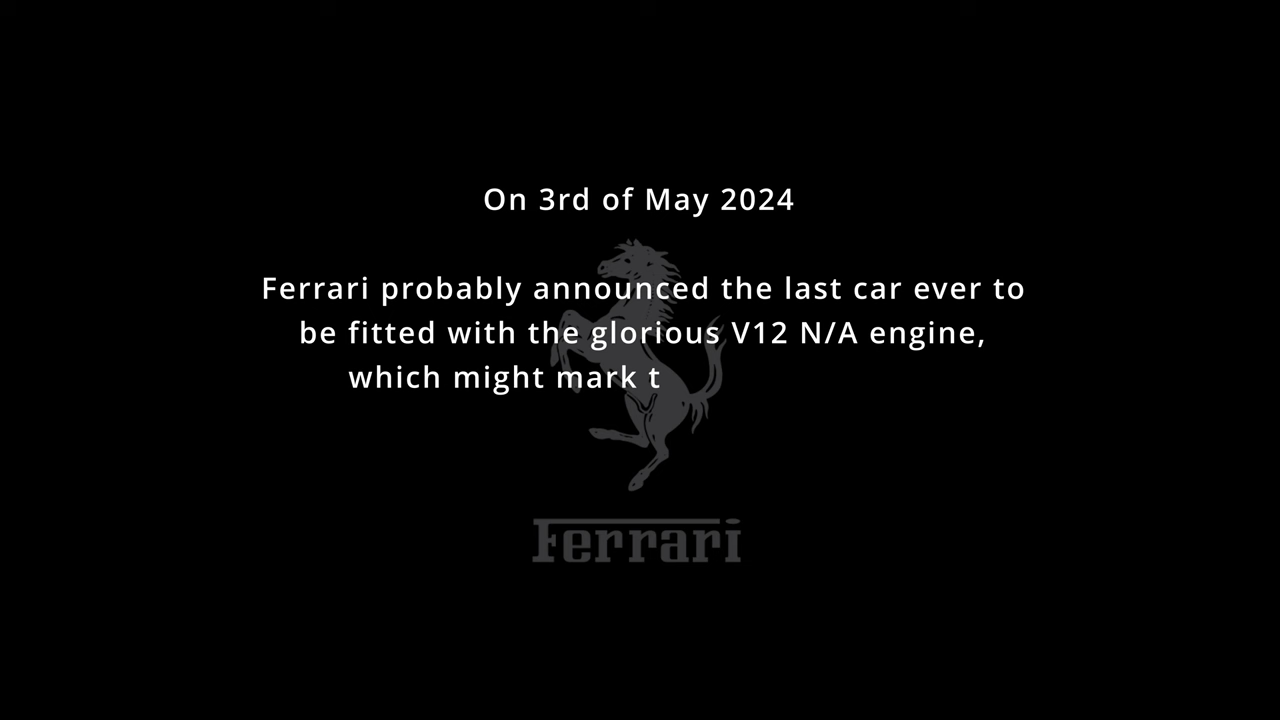 On 3rd of May 2024
Ferrari probably announced the last car ever to
be fitted with the glorious V12 N/A engine,
which might mark t
Ferrari